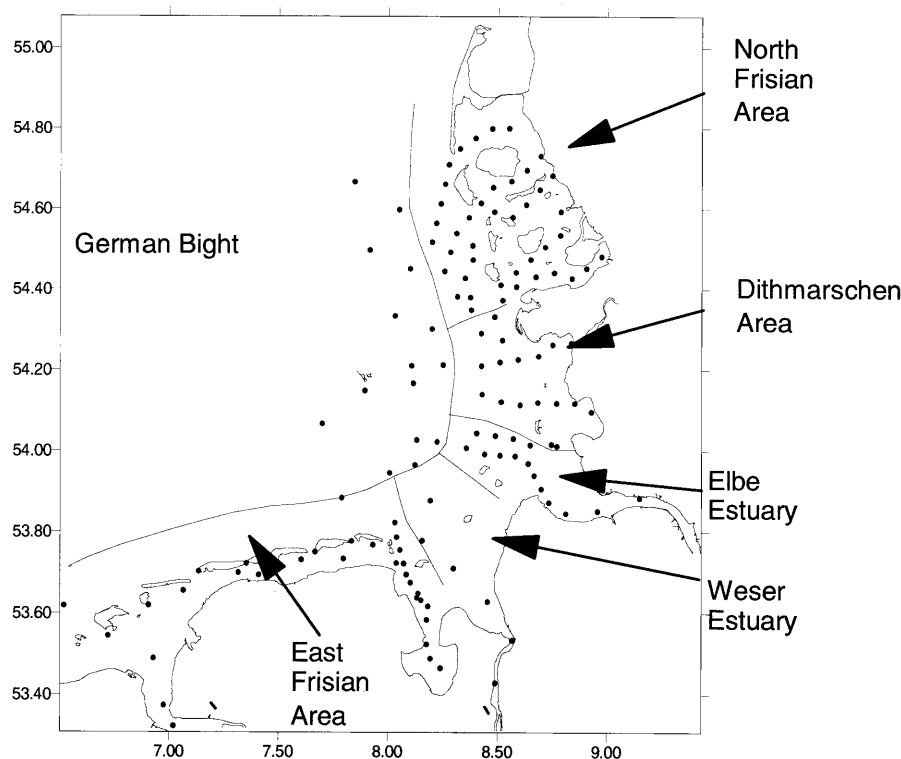 55.00
North
Frisian
Area
54.80
54.60
German Bight
54.40
Dithmarschen
Area
54.20
54.00
Elbe
Estuary
53.80
Weser
Estuary
53.60
East
Frisian
Area
53.40
7.00 7.50 8.00 8.50 9.00